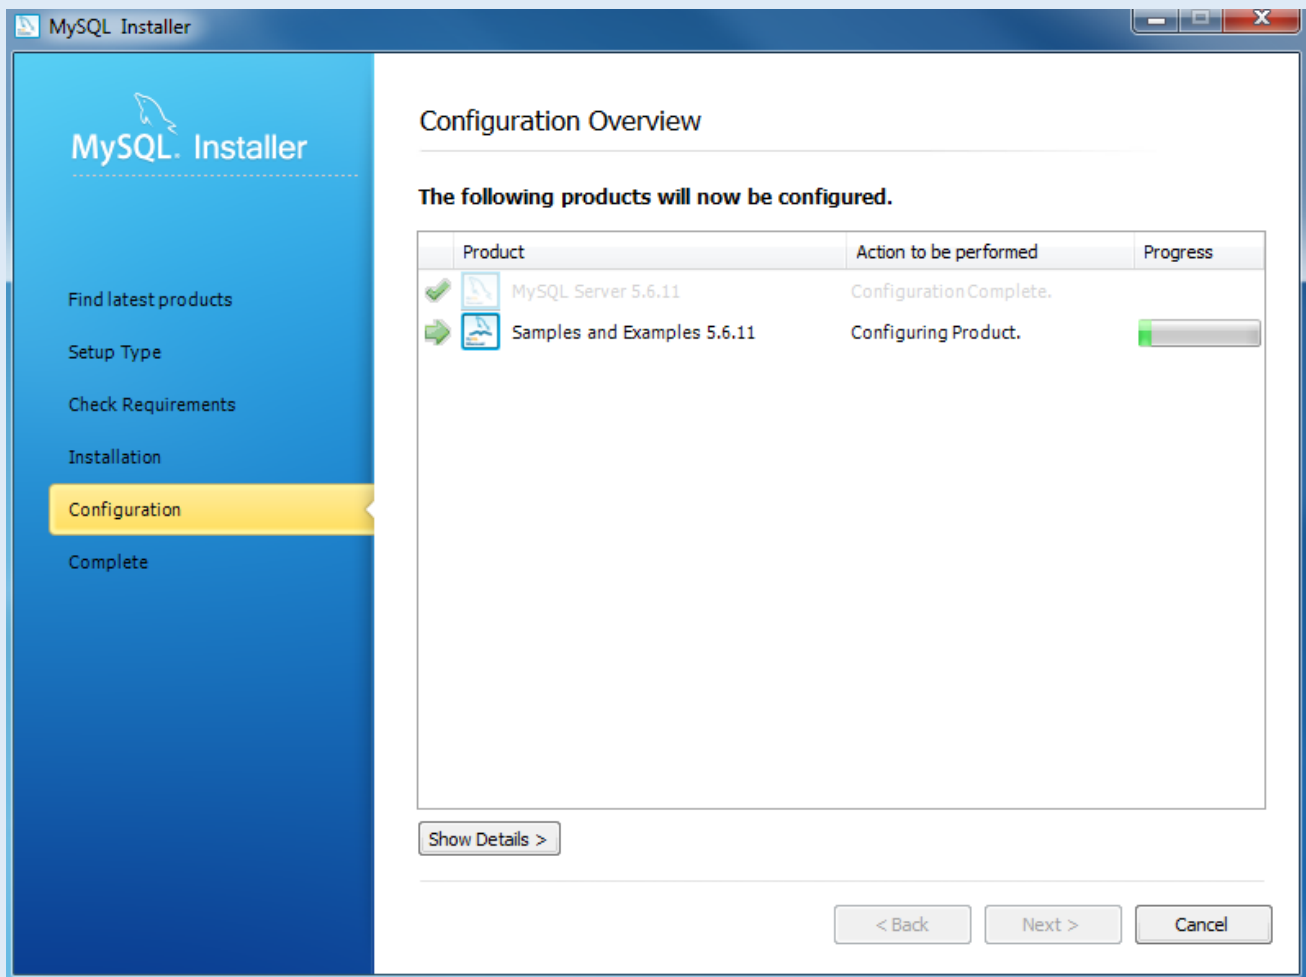 MySQL Installer
MySQL. Installer
Find latest products
Setup Type
Check Requirements
Installation
Configuration
Complete
Configuration Overview
The following products will now be configured.
Product Action to be performed Progress
MySQL Server 5.6.11 Configuration Complete.
Samples and Examples 5.6.11 Configuring Product.
Show Details >
< Back Next > Cancel